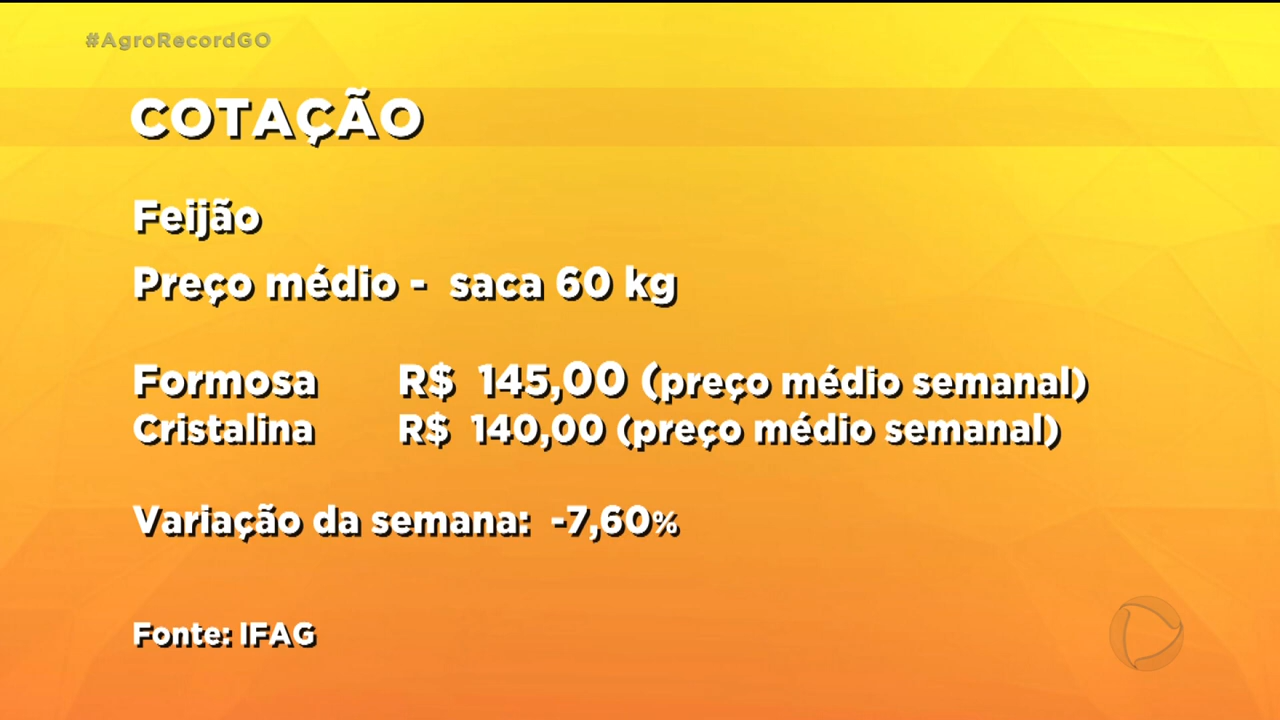 #AgroRecordGO
COTAÇÃO
Feijão
Preço médio - saca 60 kg
Formosa R$ 145,00 (preço médio semanal)
Cristalina R$ 140,00 (preço médio semanal)
Variação da semana: -7,60%
Fonte: IFAG